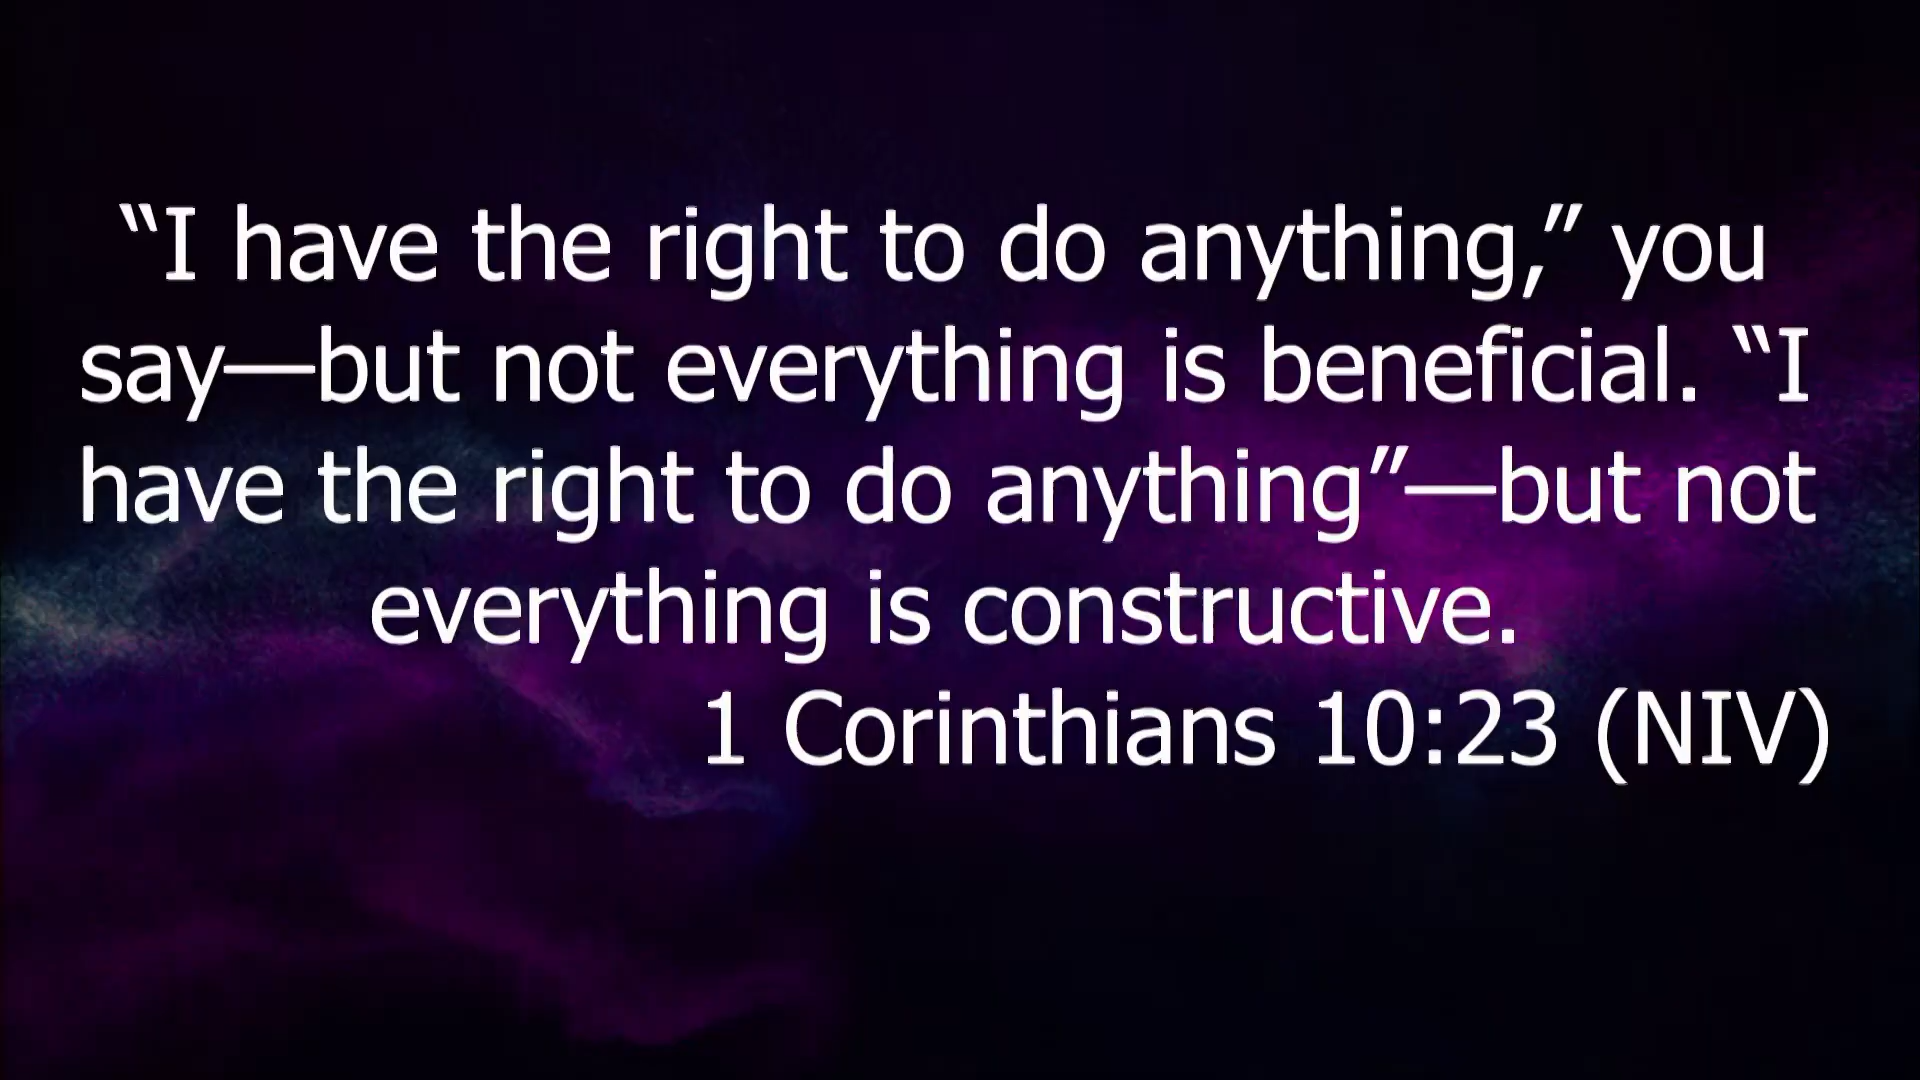 “I have the right to do anything,” you
say—but not everything is beneficial. “I
have the right to do anything”—but not
everything is constructive.
1 Corinthians 10:23 (NIV)